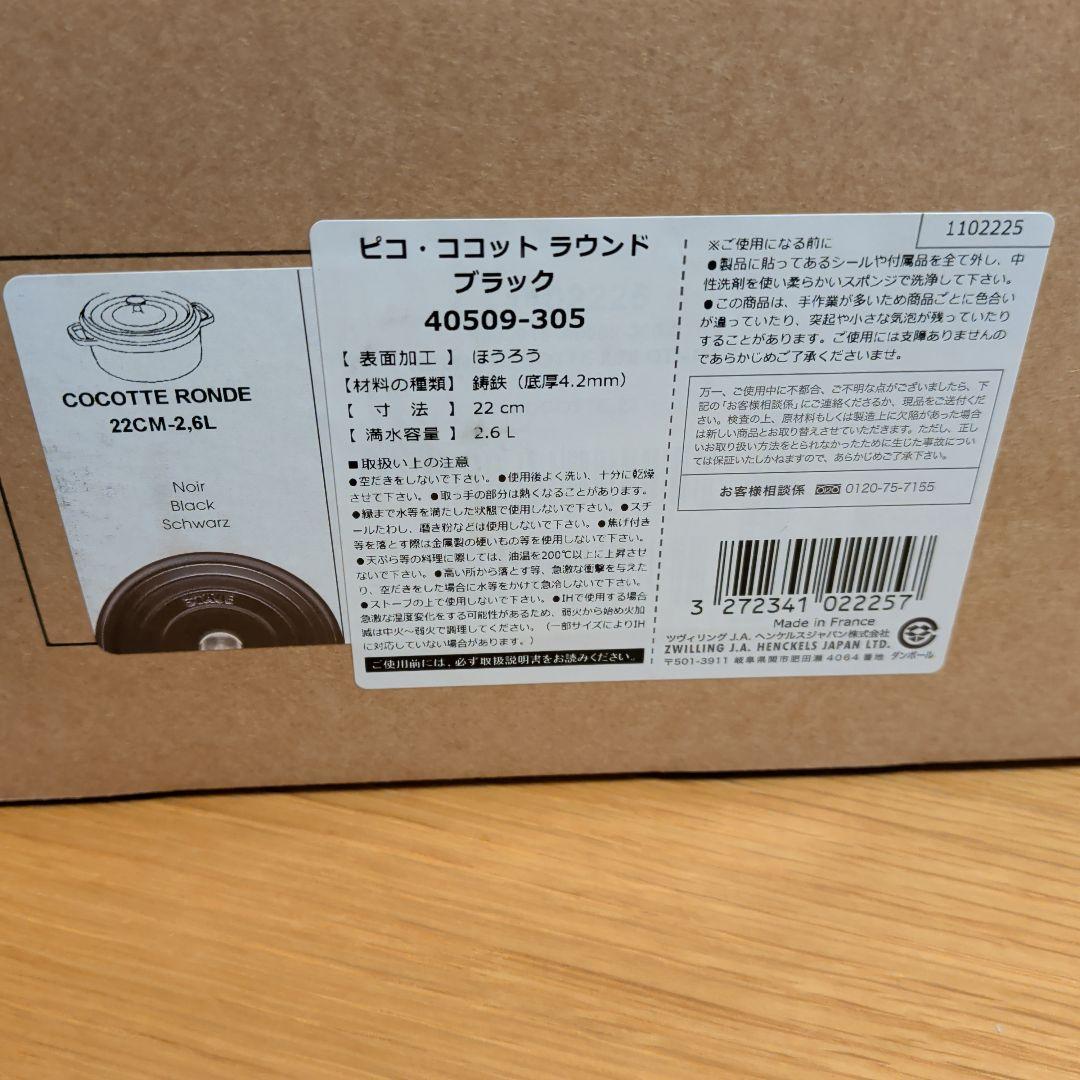 COCOTTE RONDE
22CM-2,6L
Noir
Black
Schwarz
STAUB
ピコ・ココット ラウンド
ブラック
40509-305
【 表面加工 】 ほうろう
【材料の種類】 鋳鉄（底厚4.2mm）
【 寸 法 】 22 cm
【 満水容量 】 2.6 L
■取扱い上の注意
●空だきをしないで下さい。●使用後よく洗い、十分に乾燥
させて下さい。●取っ手の部分は熱くなることがあります。
●縁まで水等を満たした状態で使用しないで下さい。●スチ
ールたわし、磨き粉などは使用しないで下さい。●焦げ付き
等を落とす際は金属製の硬いもの等を使用しないで下さい。
●天ぷら等の料理に際しては、油温を200℃以上に上昇させ
ないで下さい。●高い所から落とす等、急激な衝撃を与えた
り、空だきをした場合に水等をかけて急冷しないで下さい。
●ストーブの上で使用しないで下さい。●IHで使用する場合
急激な温度変化をする可能性があるため、弱火から始め火加
減は中火～弱火で調理してください。（一部サイズによりIH
に対応していない場合があります。）
ご使用前には、必ず取扱説明書をお読みください。
1102225
※ご使用になる前に
●製品に貼ってあるシールや付属品を全て外し、中
性洗剤を使い柔らかいスポンジで洗浄して下さい。
●この商品は、手作業が多いため商品ごとに色合い
が違っていたり、突起や小さな気泡が残っていたり
することがあります。ご使用には支障ありませんの
であらかじめご了承くださいませ。
万一、ご使用中に不都合、ご不明な点がございましたら、下
記の「お客様相談係」にご連絡くださるか、現品をご送付くだ
さい。検査の上、原材料もしくは製造上に欠陥があった場合
は新しい商品とお取り替えさせていただきます。ただし、正し
いお取り扱い方法をとられなかったために生じた事故につい
ては保証いたしかねますので、あらかじめご了承下さい。
お客様相談係 0120-75-7155
3 272341 022257
Made in France
ツヴィリング J.A. ヘンケルスジャパン株式会社
ZWILLING J.A. HENCKELS JAPAN LTD.
〒501-3911 岐阜県関市肥田瀬 4064 番地
ダンボール